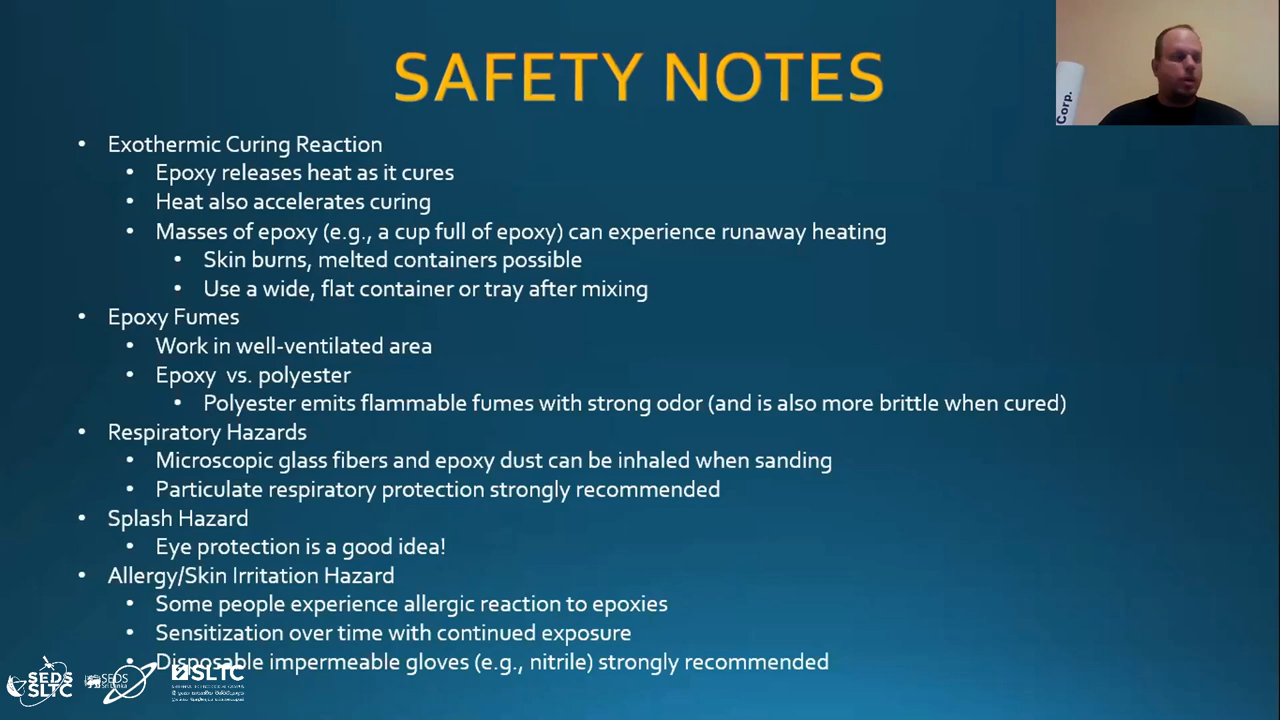 SAFETY NOTES
Corp.
• Exothermic Curing Reaction
• Epoxy releases heat as it cures
• Heat also accelerates curing
• Masses of epoxy (e.g., a cup full of epoxy) can experience runaway heating
• Skin burns, melted containers possible
• Use a wide, flat container or tray after mixing
• Epoxy Fumes
• Work in well-ventilated area
• Epoxy vs. polyester
• Polyester emits flammable fumes with strong odor (and is also more brittle when cured)
• Respiratory Hazards
• Microscopic glass fibers and epoxy dust can be inhaled when sanding
• Particulate respiratory protection strongly recommended
• Splash Hazard
• Eye protection is a good idea!
• Allergy/Skin Irritation Hazard
• Some people experience allergic reaction to epoxies
• Sensitization over time with continued exposure
• Disposable impermeable gloves (e.g., nitrile) strongly recommended
SEDS
SLTC
SEDS
Sri Lanka
SLTC